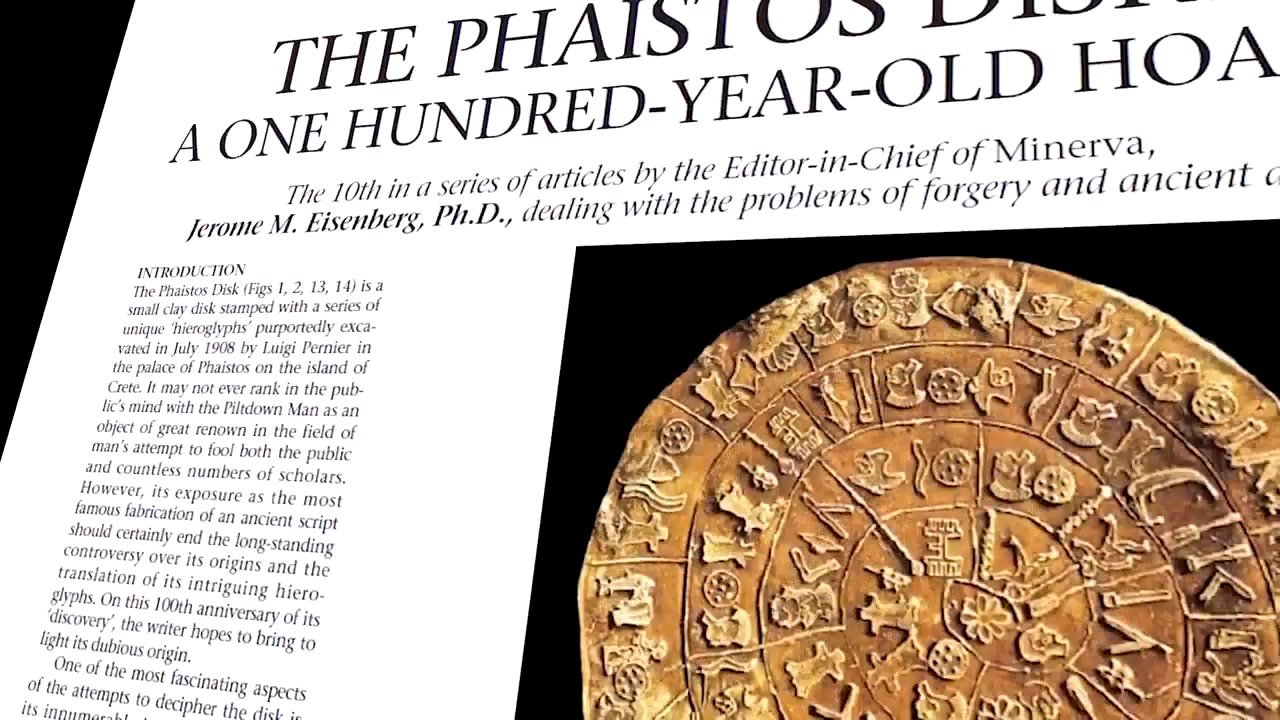 THE PHAISTOS DISK
A ONE HUNDRED-YEAR-OLD
The 10th in a series of articles by the Editor-in-Chief of Minerva,
Jerome M. Eisenberg, Ph.D., dealing with the problems of forgery and ancient
INTRODUCTION
The Phaistos Disk (Figs 1, 2, 13, 14) is a
small clay disk stamped with a series of
unique 'hieroglyphs' purportedly exca-
vated in July 1908 by Luigi Pernier in
the palace of Phaistos on the island of
Crete. It may not ever rank in the pub-
lic's mind with the Piltdown Man as an
object of great renown in the field of
man's attempt to fool both the public
and countless numbers of scholars.
However, its exposure as the most
famous fabrication of an ancient script
should certainly end the long-standing
controversy over its origins and the
translation of its intriguing hiero-
glyphs. On this 100th anniversary of its
'discovery', the writer hopes to bring to
light its dubious origin.
One of the most fascinating aspects
of the attempts to decipher the disk is
its